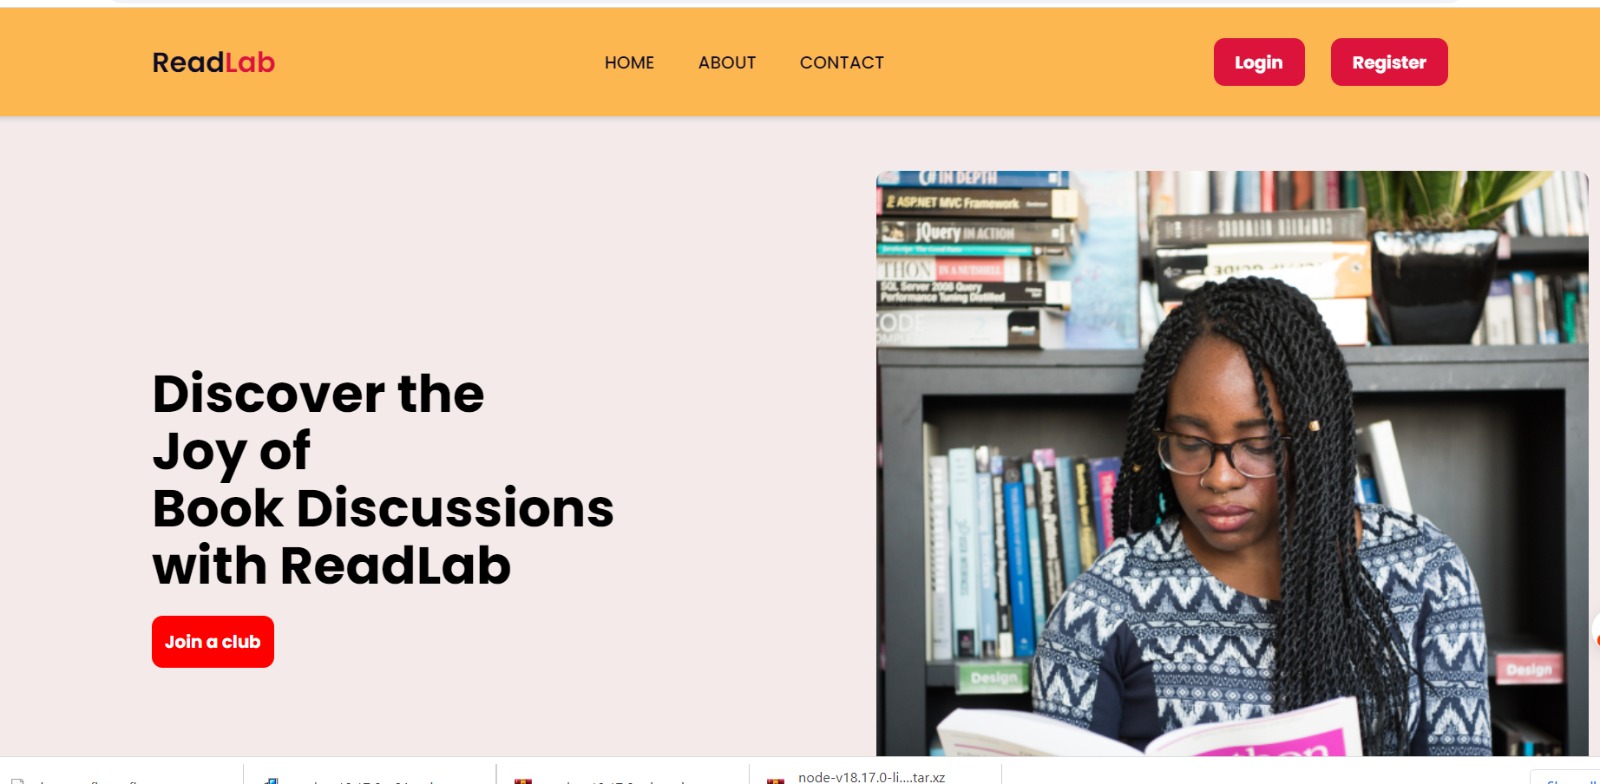 ReadLab
HOME ABOUT CONTACT
Login Register
Discover the
Joy of
Book Discussions
with ReadLab
Join a club
C# IN DEPTH
ASP.NET MVC Framework
jQuery IN ACTION
THON IN A NUTSHELL
SQL Server 2008 Query
Performance Tuning Distilled
CODE
Design
Design
node-v18.17.0-li....tar.xz